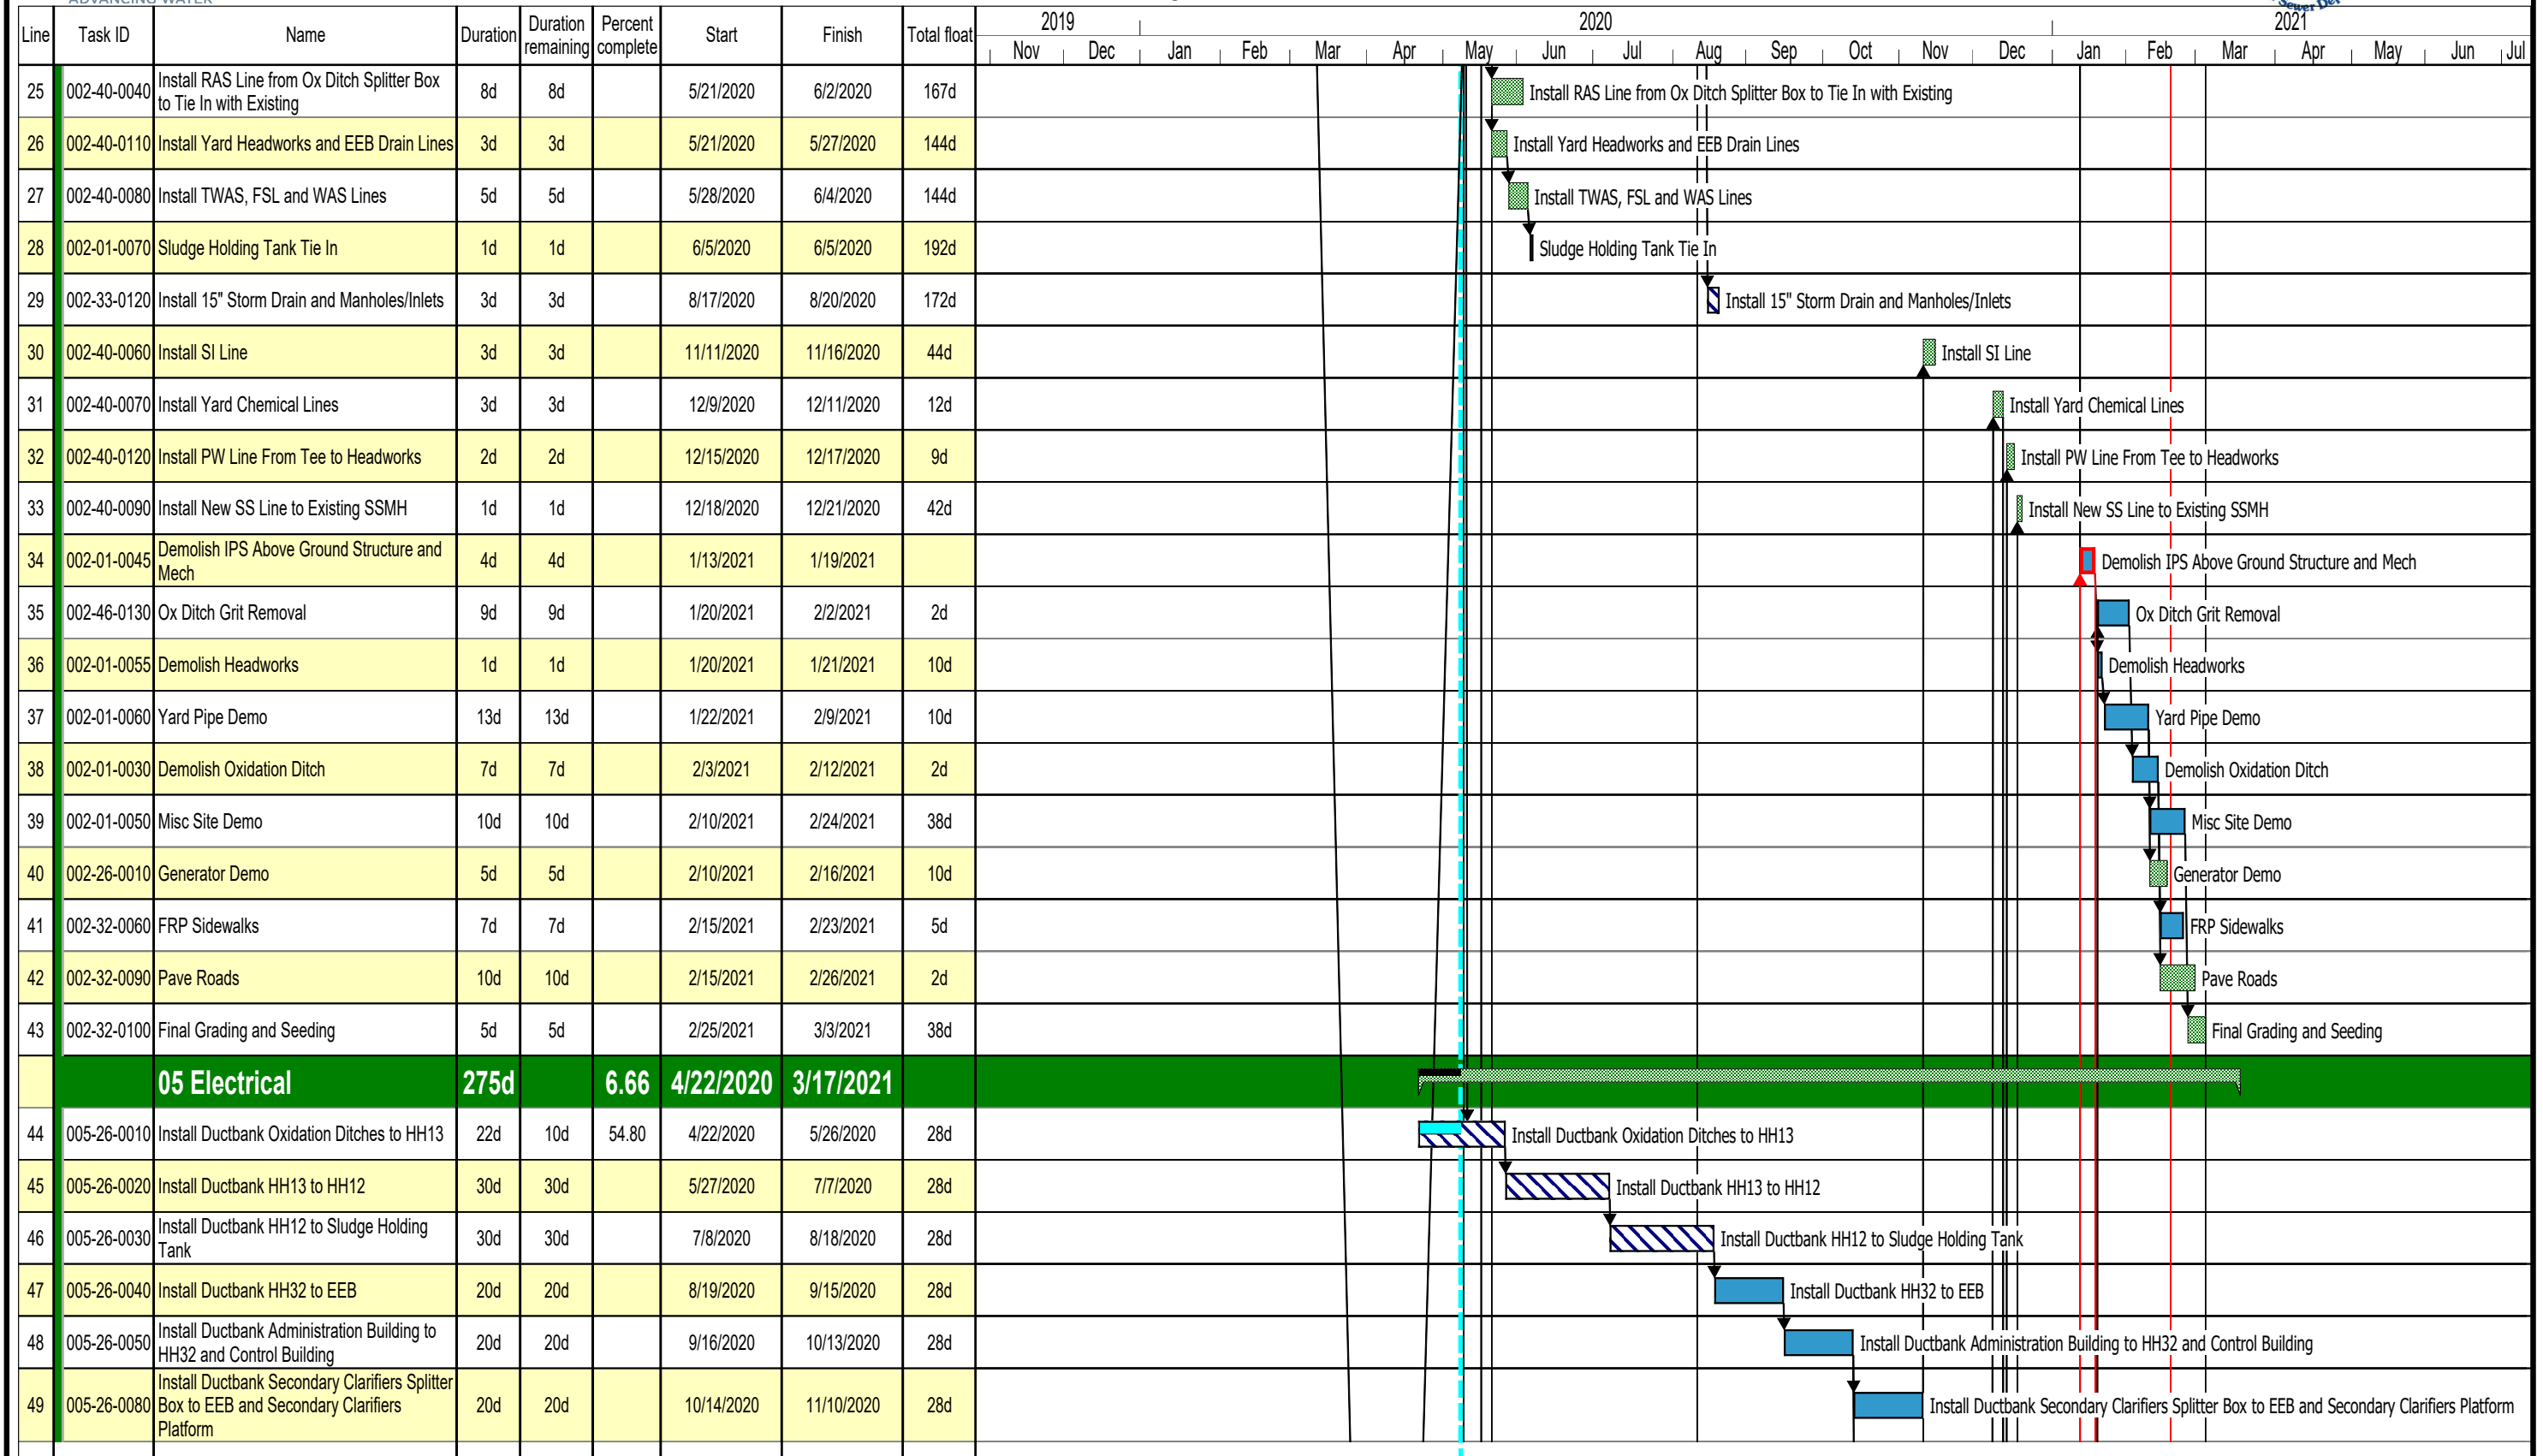 ADVANCING WATER
Sewer Dep
Line Task ID Name Duration Duration remaining Percent complete Start Finish Total float
2019 2020 2021
Nov Dec Jan Feb Mar Apr May Jun Jul Aug Sep Oct Nov Dec Jan Feb Mar Apr May Jun Jul
25 002-40-0040 Install RAS Line from Ox Ditch Splitter Box to Tie In with Existing 8d 8d 5/21/2020 6/2/2020 167d Install RAS Line from Ox Ditch Splitter Box to Tie In with Existing
26 002-40-0110 Install Yard Headworks and EEB Drain Lines 3d 3d 5/21/2020 5/27/2020 144d Install Yard Headworks and EEB Drain Lines
27 002-40-0080 Install TWAS, FSL and WAS Lines 5d 5d 5/28/2020 6/4/2020 144d Install TWAS, FSL and WAS Lines
28 002-01-0070 Sludge Holding Tank Tie In 1d 1d 6/5/2020 6/5/2020 192d Sludge Holding Tank Tie In
29 002-33-0120 Install 15" Storm Drain and Manholes/Inlets 3d 3d 8/17/2020 8/20/2020 172d Install 15" Storm Drain and Manholes/Inlets
30 002-40-0060 Install SI Line 3d 3d 11/11/2020 11/16/2020 44d Install SI Line
31 002-40-0070 Install Yard Chemical Lines 3d 3d 12/9/2020 12/11/2020 12d Install Yard Chemical Lines
32 002-40-0120 Install PW Line From Tee to Headworks 2d 2d 12/15/2020 12/17/2020 9d Install PW Line From Tee to Headworks
33 002-40-0090 Install New SS Line to Existing SSMH 1d 1d 12/18/2020 12/21/2020 42d Install New SS Line to Existing SSMH
34 002-01-0045 Demolish IPS Above Ground Structure and Mech 4d 4d 1/13/2021 1/19/2021 Demolish IPS Above Ground Structure and Mech
35 002-46-0130 Ox Ditch Grit Removal 9d 9d 1/20/2021 2/2/2021 2d Ox Ditch Grit Removal
36 002-01-0055 Demolish Headworks 1d 1d 1/20/2021 1/21/2021 10d Demolish Headworks
37 002-01-0060 Yard Pipe Demo 13d 13d 1/22/2021 2/9/2021 10d Yard Pipe Demo
38 002-01-0030 Demolish Oxidation Ditch 7d 7d 2/3/2021 2/12/2021 2d Demolish Oxidation Ditch
39 002-01-0050 Misc Site Demo 10d 10d 2/10/2021 2/24/2021 38d Misc Site Demo
40 002-26-0010 Generator Demo 5d 5d 2/10/2021 2/16/2021 10d Generator Demo
41 002-32-0060 FRP Sidewalks 7d 7d 2/15/2021 2/23/2021 5d FRP Sidewalks
42 002-32-0090 Pave Roads 10d 10d 2/15/2021 2/26/2021 2d Pave Roads
43 002-32-0100 Final Grading and Seeding 5d 5d 2/25/2021 3/3/2021 38d Final Grading and Seeding
05 Electrical 275d 6.66 4/22/2020 3/17/2021
44 005-26-0010 Install Ductbank Oxidation Ditches to HH13 22d 10d 54.80 4/22/2020 5/26/2020 28d Install Ductbank Oxidation Ditches to HH13
45 005-26-0020 Install Ductbank HH13 to HH12 30d 30d 5/27/2020 7/7/2020 28d Install Ductbank HH13 to HH12
46 005-26-0030 Install Ductbank HH12 to Sludge Holding Tank 30d 30d 7/8/2020 8/18/2020 28d Install Ductbank HH12 to Sludge Holding Tank
47 005-26-0040 Install Ductbank HH32 to EEB 20d 20d 8/19/2020 9/15/2020 28d Install Ductbank HH32 to EEB
48 005-26-0050 Install Ductbank Administration Building to HH32 and Control Building 20d 20d 9/16/2020 10/13/2020 28d Install Ductbank Administration Building to HH32 and Control Building
49 005-26-0080 Install Ductbank Secondary Clarifiers Splitter Box to EEB and Secondary Clarifiers Platform 20d 20d 10/14/2020 11/10/2020 28d Install Ductbank Secondary Clarifiers Splitter Box to EEB and Secondary Clarifiers Platform